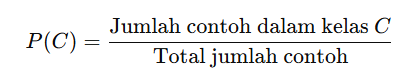 P(C) = Jumlah contoh dalam kelas C / Total jumlah contoh